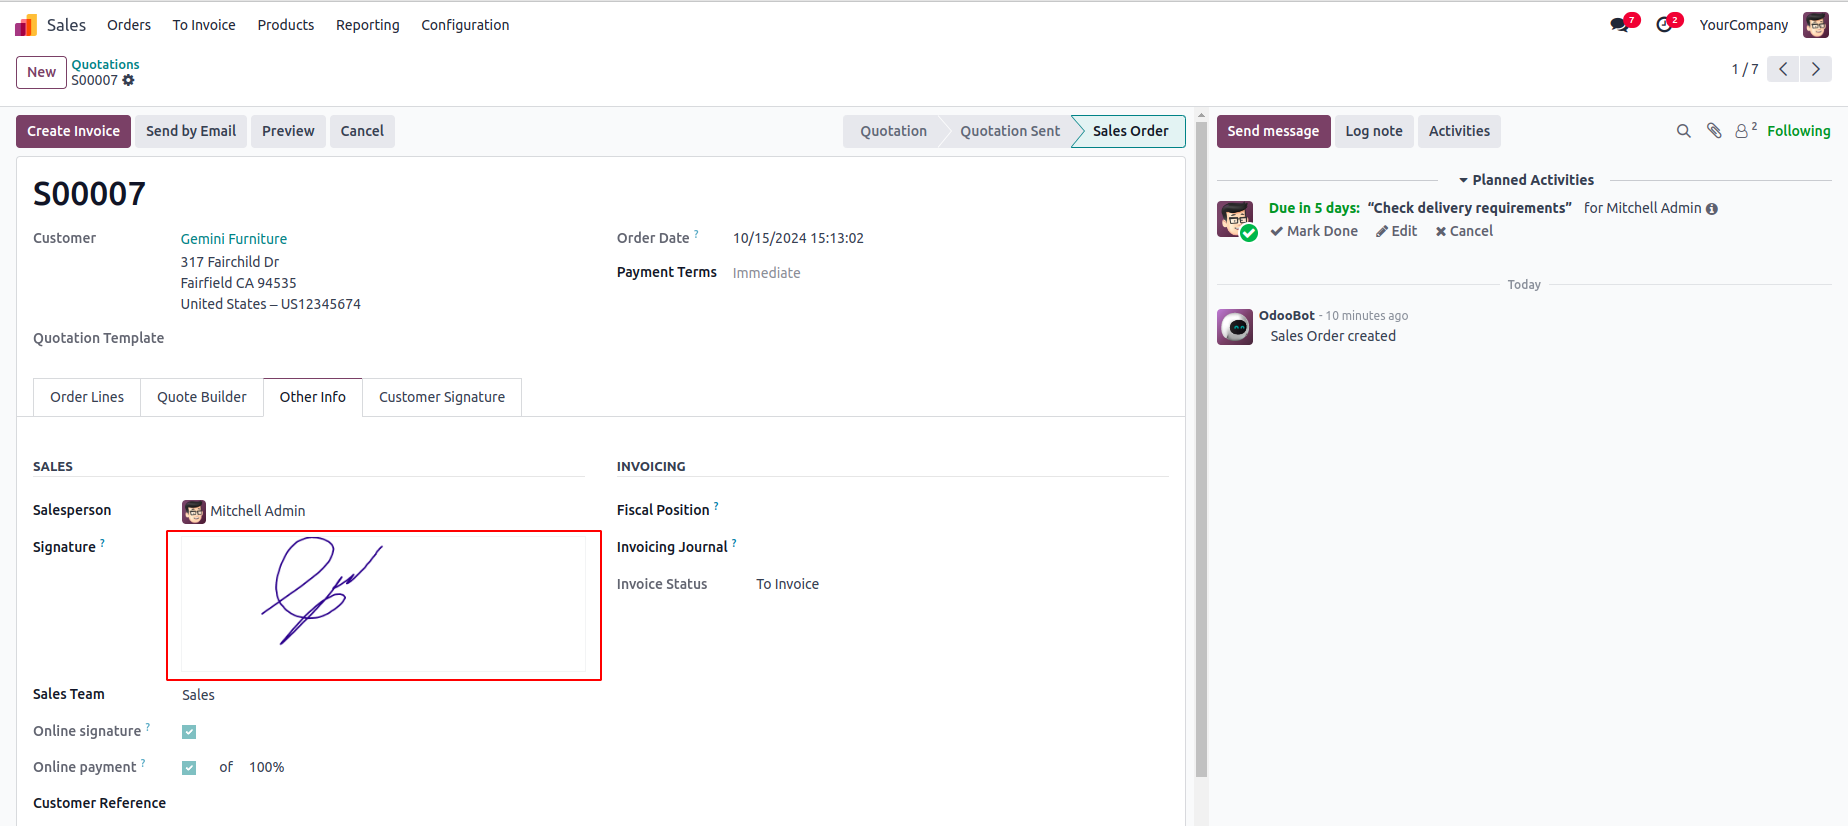 Sales Orders To Invoice Products Reporting Configuration 7 2 YourCompany
New Quotations
S00007 1 / 7
Create Invoice Send by Email Preview Cancel Quotation Quotation Sent Sales Order
S00007
Customer Gemini Furniture
317 Fairchild Dr
Fairfield CA 94535
United States – US12345674
Order Date ? 10/15/2024 15:13:02
Payment Terms Immediate
Quotation Template
Order Lines Quote Builder Other Info Customer Signature
SALES
Salesperson Mitchell Admin
Signature ?
Sales Team Sales
Online signature ?
Online payment ? of 100%
Customer Reference
INVOICING
Fiscal Position ?
Invoicing Journal ?
Invoice Status To Invoice
Send message Log note Activities 2 Following
Planned Activities
Due in 5 days: “Check delivery requirements” for Mitchell Admin
Mark Done Edit Cancel
Today
OdooBot - 10 minutes ago
Sales Order created